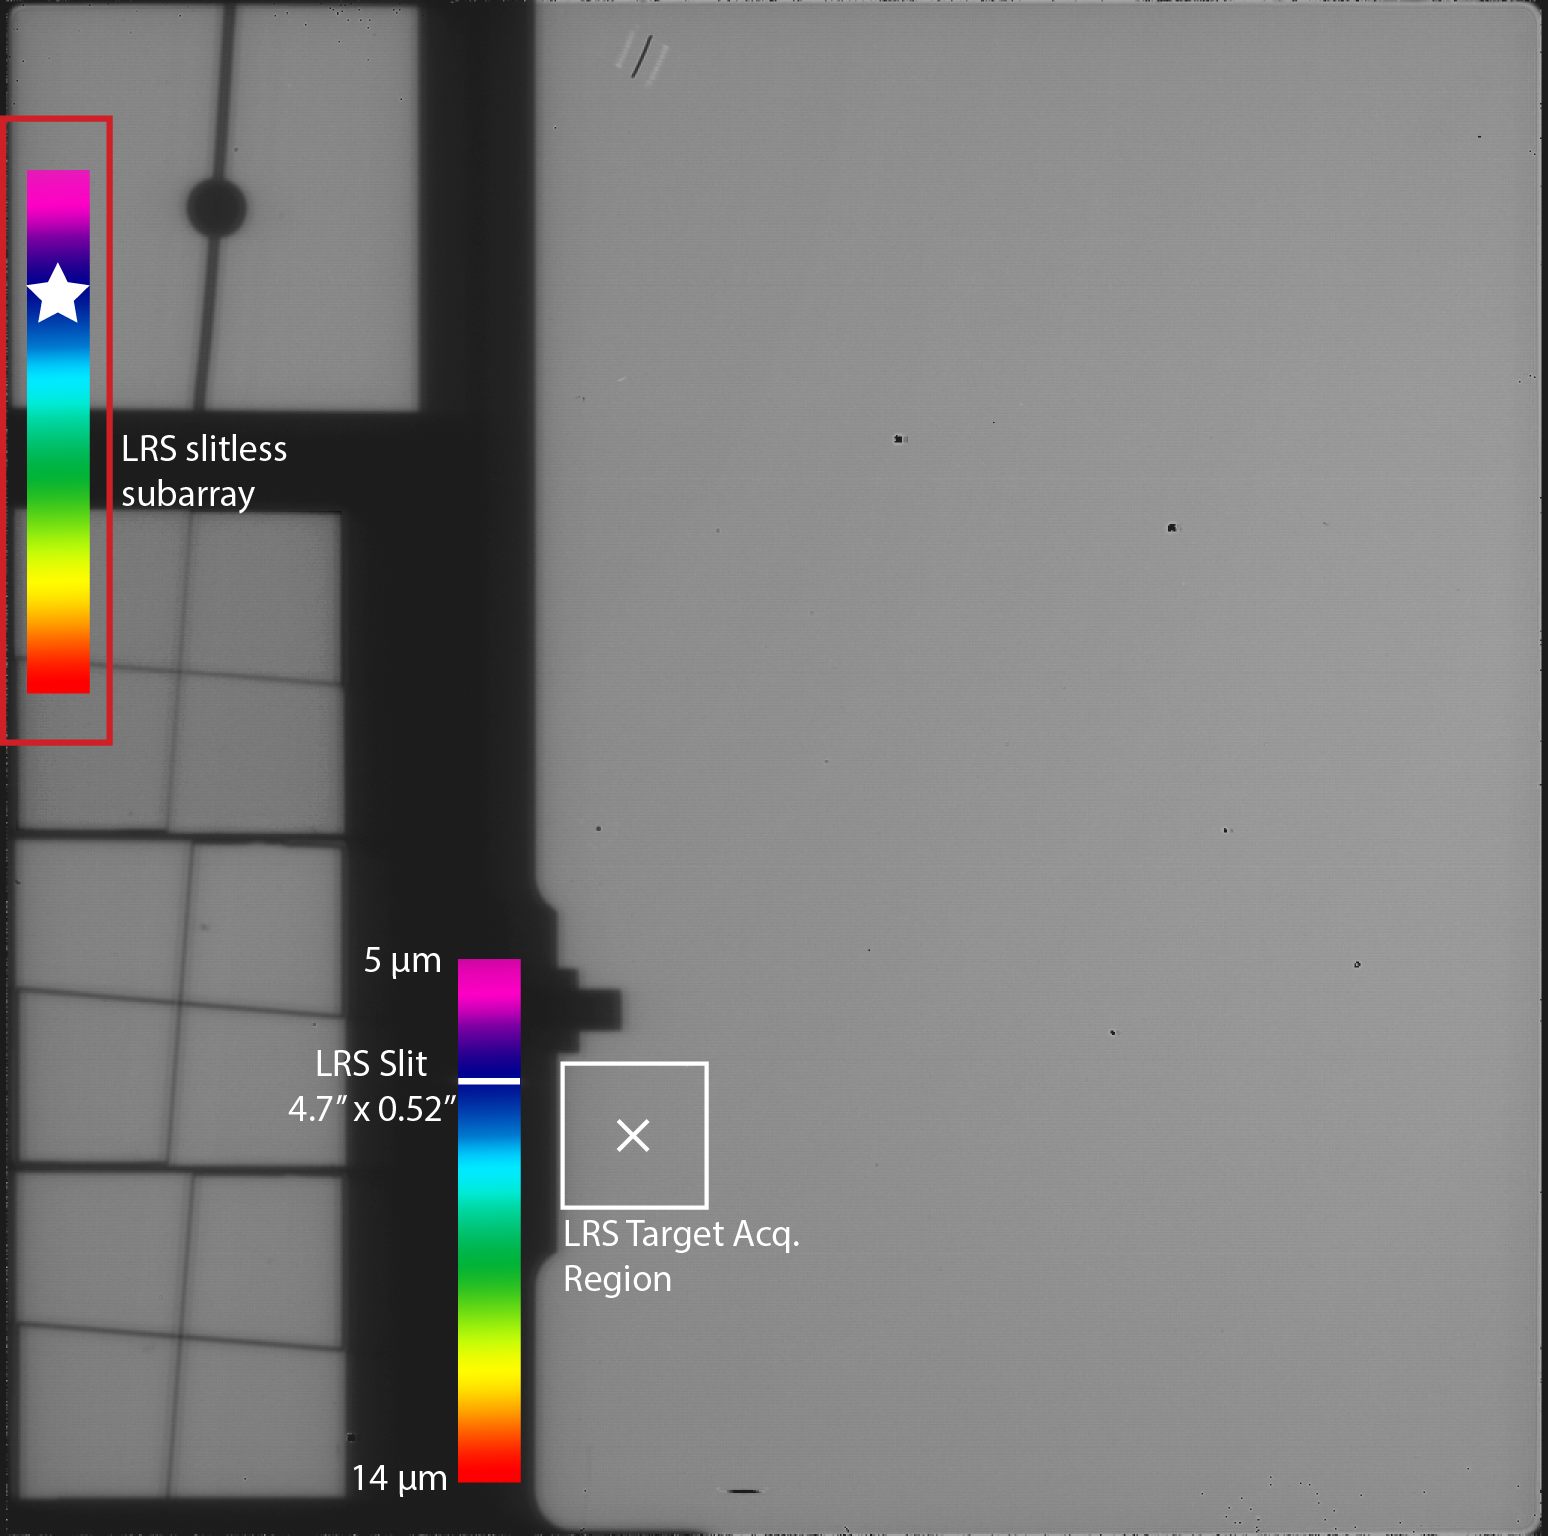 LRS slitless
subarray
5 μm
LRS Slit
4.7” x 0.52”
LRS Target Acq.
Region
14 μm